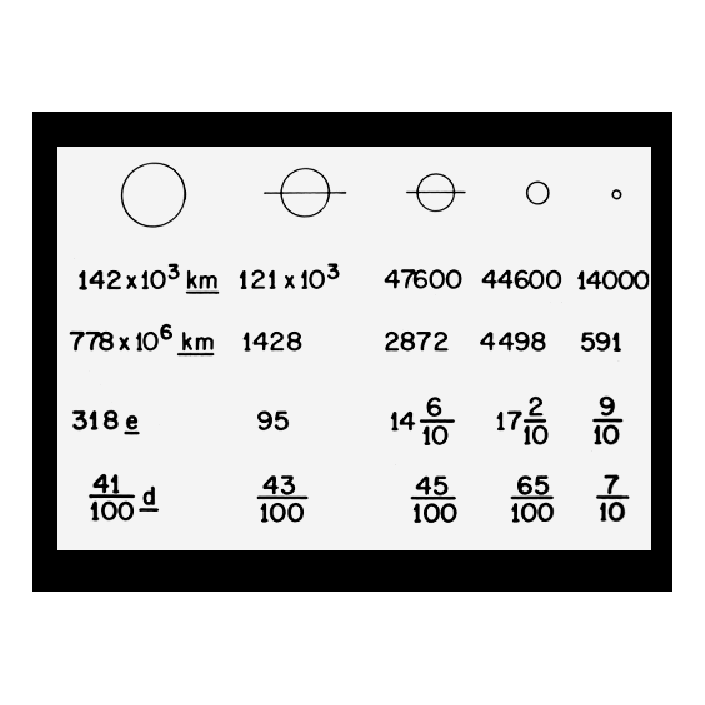 142 x 10³ km 121 x 10³ 47600 44600 14000
778 x 10⁶ km 1428 2872 4498 591
318 e 95 14 6/10 17 2/10 9/10
41/100 d 43/100 45/100 65/100 7/10